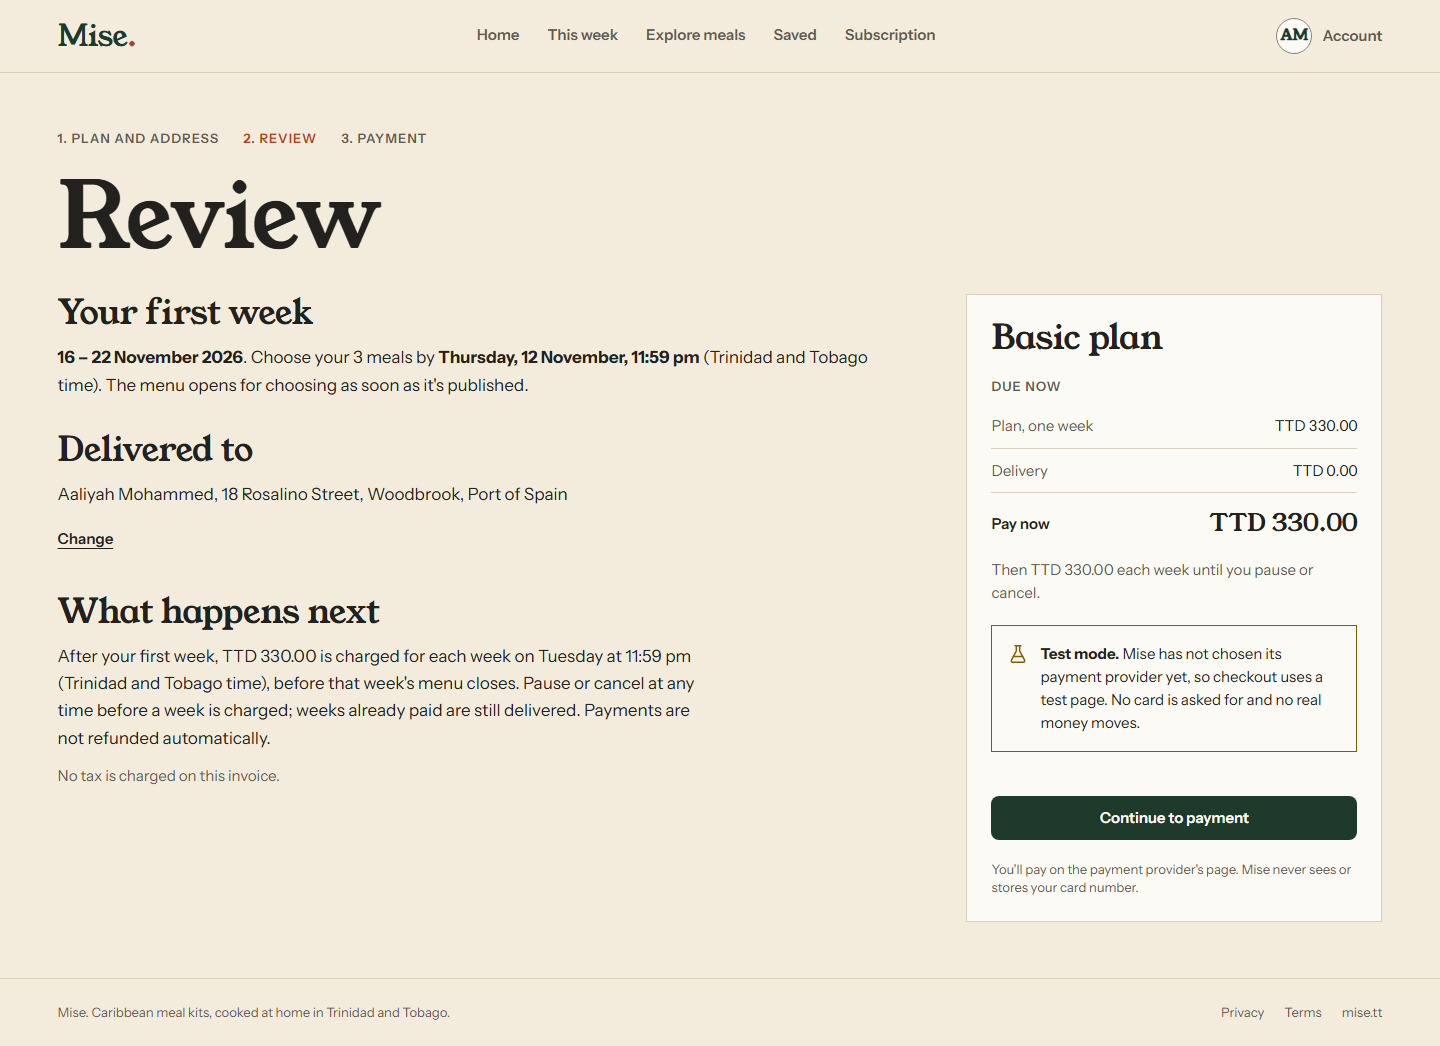 Mise.
Home
This week
Explore meals
Saved
Subscription
AM
Account
1. PLAN AND ADDRESS
2. REVIEW
3. PAYMENT
Review
Your first week
16 – 22 November 2026. Choose your 3 meals by Thursday, 12 November, 11:59 pm (Trinidad and Tobago
time). The menu opens for choosing as soon as it's published.
Delivered to
Aaliyah Mohammed, 18 Rosalino Street, Woodbrook, Port of Spain
Change
What happens next
After your first week, TTD 330.00 is charged for each week on Tuesday at 11:59 pm
(Trinidad and Tobago time), before that week's menu closes. Pause or cancel at any
time before a week is charged; weeks already paid are still delivered. Payments are
not refunded automatically.
No tax is charged on this invoice.
Basic plan
DUE NOW
Plan, one week TTD 330.00
Delivery TTD 0.00
Pay now TTD 330.00
Then TTD 330.00 each week until you pause or
cancel.
Test mode. Mise has not chosen its
payment provider yet, so checkout uses a
test page. No card is asked for and no real
money moves.
Continue to payment
You'll pay on the payment provider's page. Mise never sees or
stores your card number.
Mise. Caribbean meal kits, cooked at home in Trinidad and Tobago.
Privacy
Terms
mise.tt